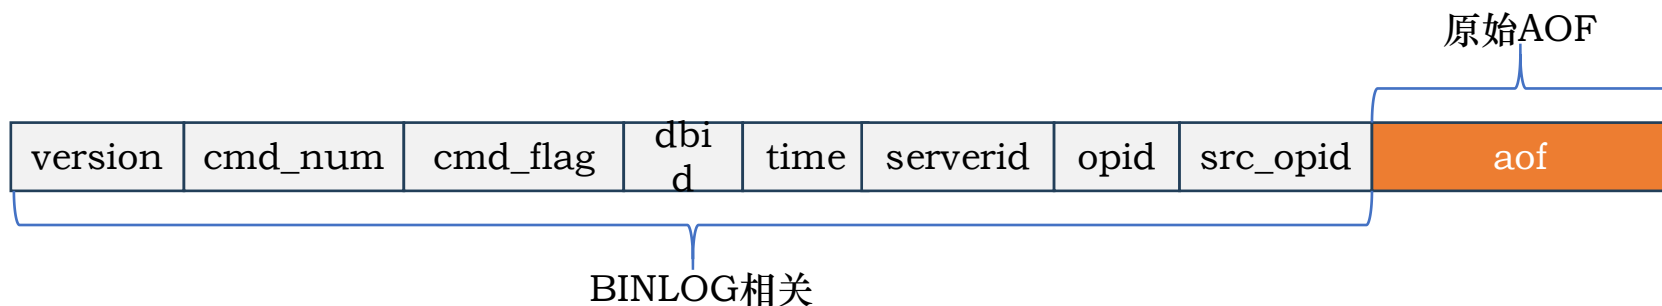 原始AOF
version cmd_num cmd_flag dbi
d time serverid opid src_opid aof
BINLOG相关